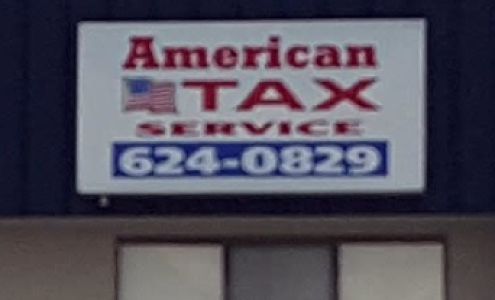 American
TAX
SERVICE
624-0829